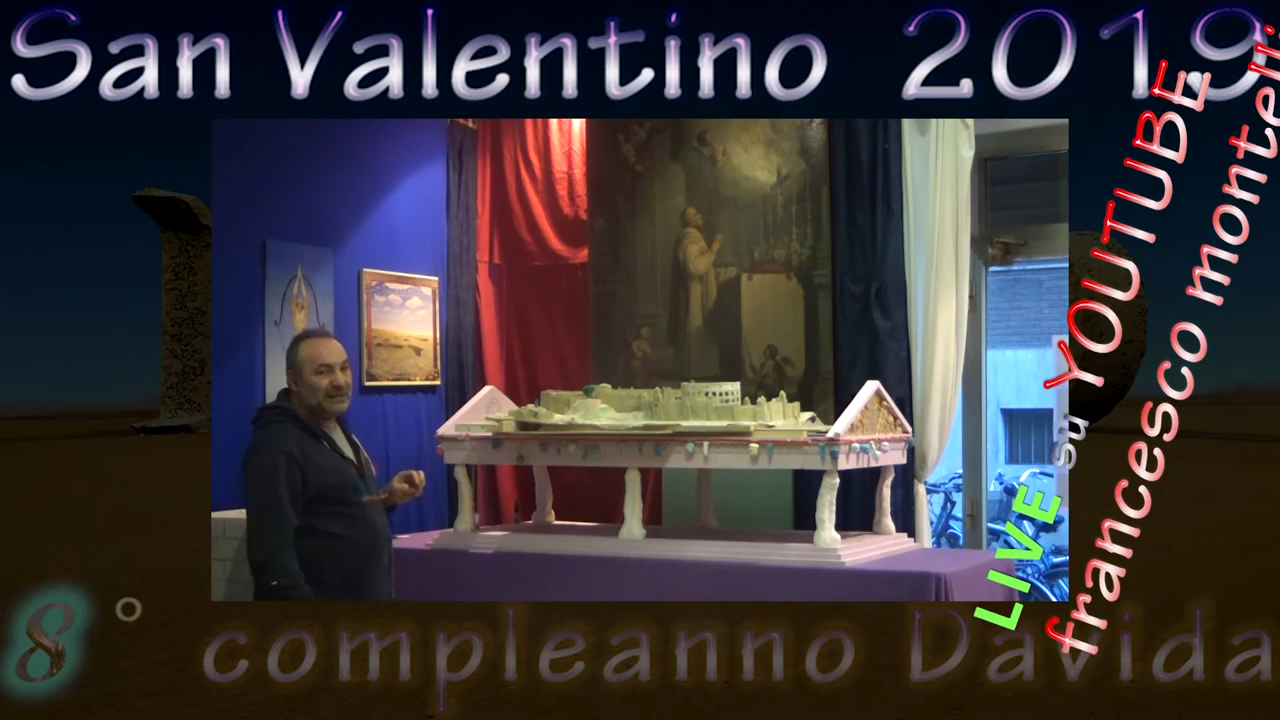 San Valentino 2019
LIVE su YOUTUBE
francesco montelli
8° compleanno Davida